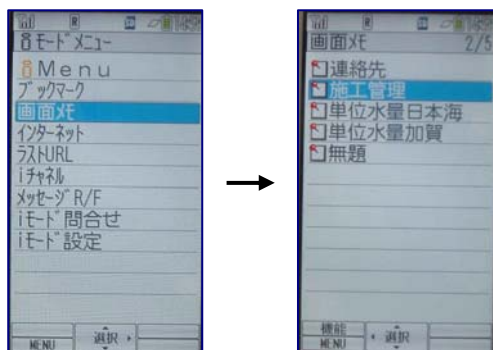 iモードメニュー
iMenu
ブックマーク
画面メモ
インターネット
ラストURL
iチャネル
メッセージR/F
iモード問合せ
iモード設定
MENU 選択
画面メモ 2/5
連絡先
施工管理
単位水量日本海
単位水量加賀
無題
機能
MENU 選択